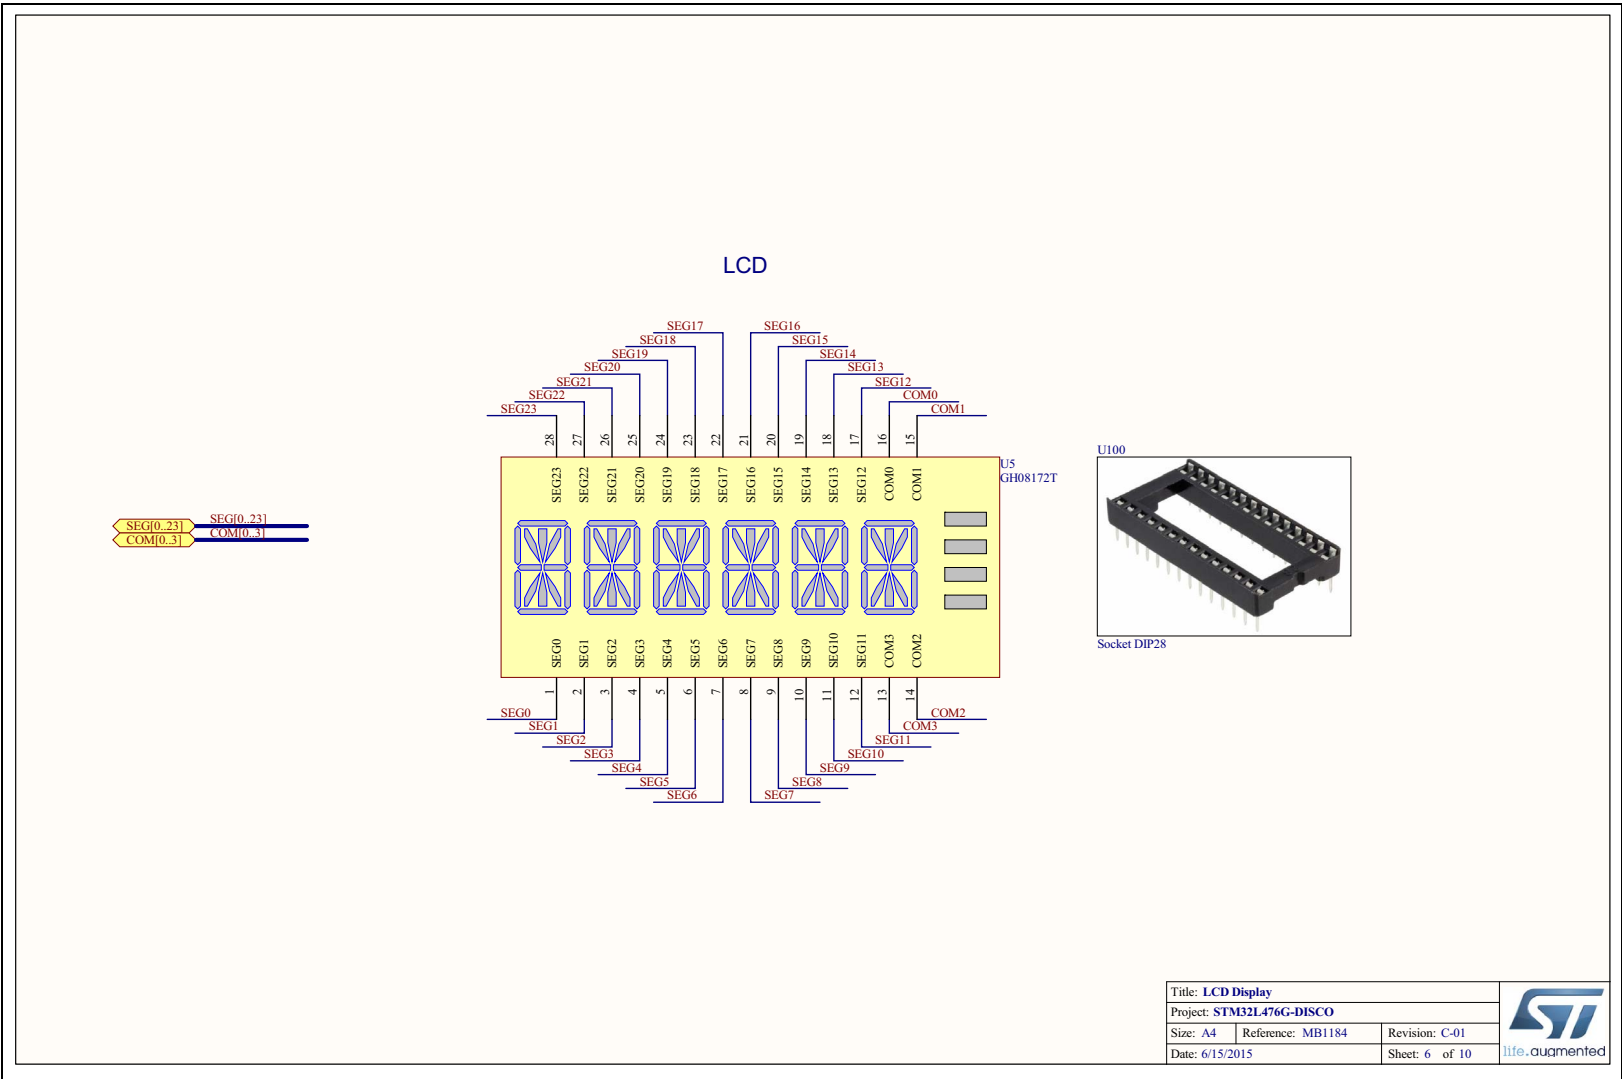 LCD
SEG17
SEG16
SEG18
SEG15
SEG19
SEG14
SEG20
SEG13
SEG21
SEG12
SEG22
COM0
SEG23
COM1
28 27 26 25 24 23 22 21 20 19 18 17 16 15
SEG23 SEG22 SEG21 SEG20 SEG19 SEG18 SEG17 SEG16 SEG15 SEG14 SEG13 SEG12 COM0 COM1
U5
GH08172T
U100
SEG[0..23] SEG[0..23]
COM[0..3] COM[0..3]
SEG0 SEG1 SEG2 SEG3 SEG4 SEG5 SEG6 SEG7 SEG8 SEG9 SEG10 SEG11 COM3 COM2
1 2 3 4 5 6 7 8 9 10 11 12 13 14
Socket DIP28
SEG0
COM2
SEG1
COM3
SEG2
SEG11
SEG3
SEG10
SEG4
SEG9
SEG5
SEG8
SEG6
SEG7
Title: LCD Display
Project: STM32L476G-DISCO
Size: A4 Reference: MB1184 Revision: C-01
Date: 6/15/2015 Sheet: 6 of 10
ST
life.augmented